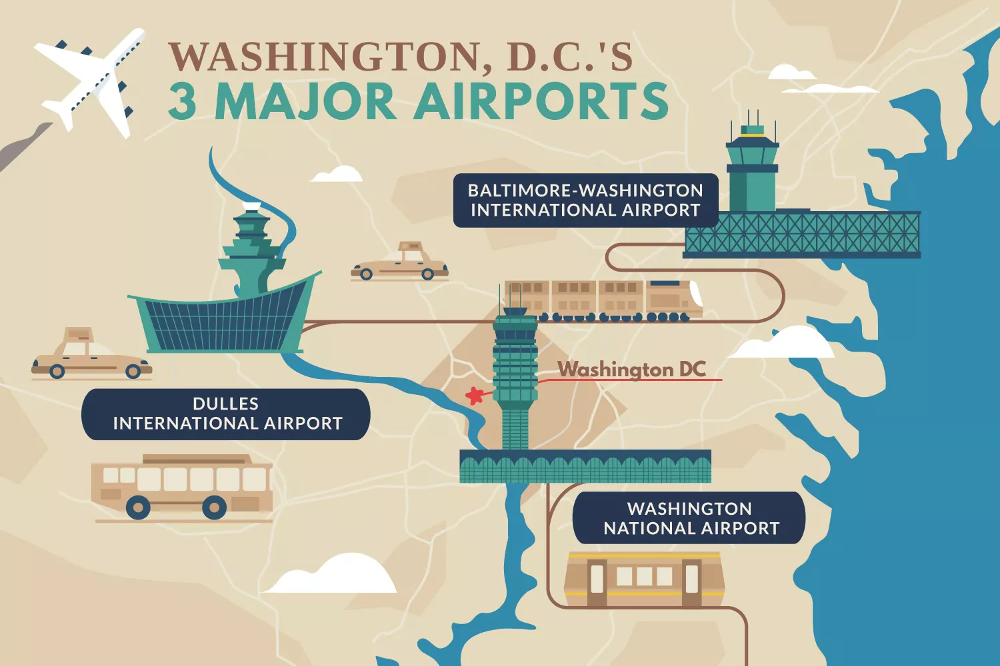 WASHINGTON, D.C.'S
3 MAJOR AIRPORTS
BALTIMORE-WASHINGTON
INTERNATIONAL AIRPORT
Washington DC
DULLES
INTERNATIONAL AIRPORT
WASHINGTON
NATIONAL AIRPORT